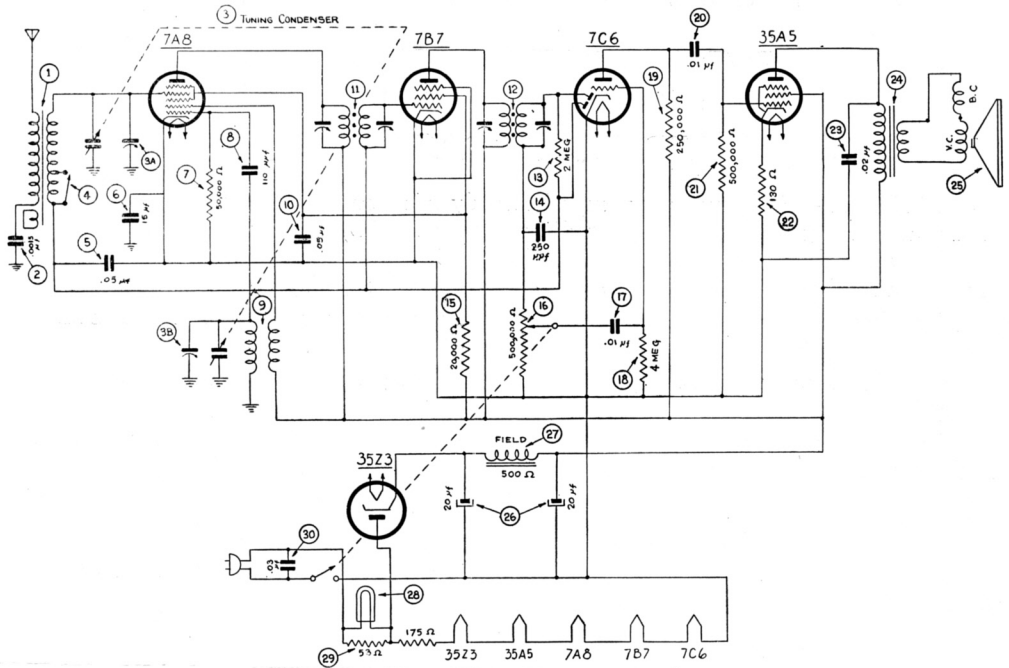 3 TUNING CONDENSER
7A8
7B7
7C6
35A5
20
.01 µf
1
11
12
19
250,000 Ω
24
B.C
V.C.
25
3A
8
110 µµf
7
50,000 Ω
4
6
15 µf
13
2 MEG
21
500,000 Ω
23
.02 µf
130 Ω
22
10
.05 µf
14
250
µµf
2
.0015
µf
5
.05 µf
9
3B
15
20,000 Ω
16
500,000 Ω
17
.01 µf
18
4 MEG
FIELD
27
500 Ω
35Z3
20 µf
26
20 µf
30
.03
µf
28
29
53 Ω
175 Ω
35Z3
35A5
7A8
7B7
7C6